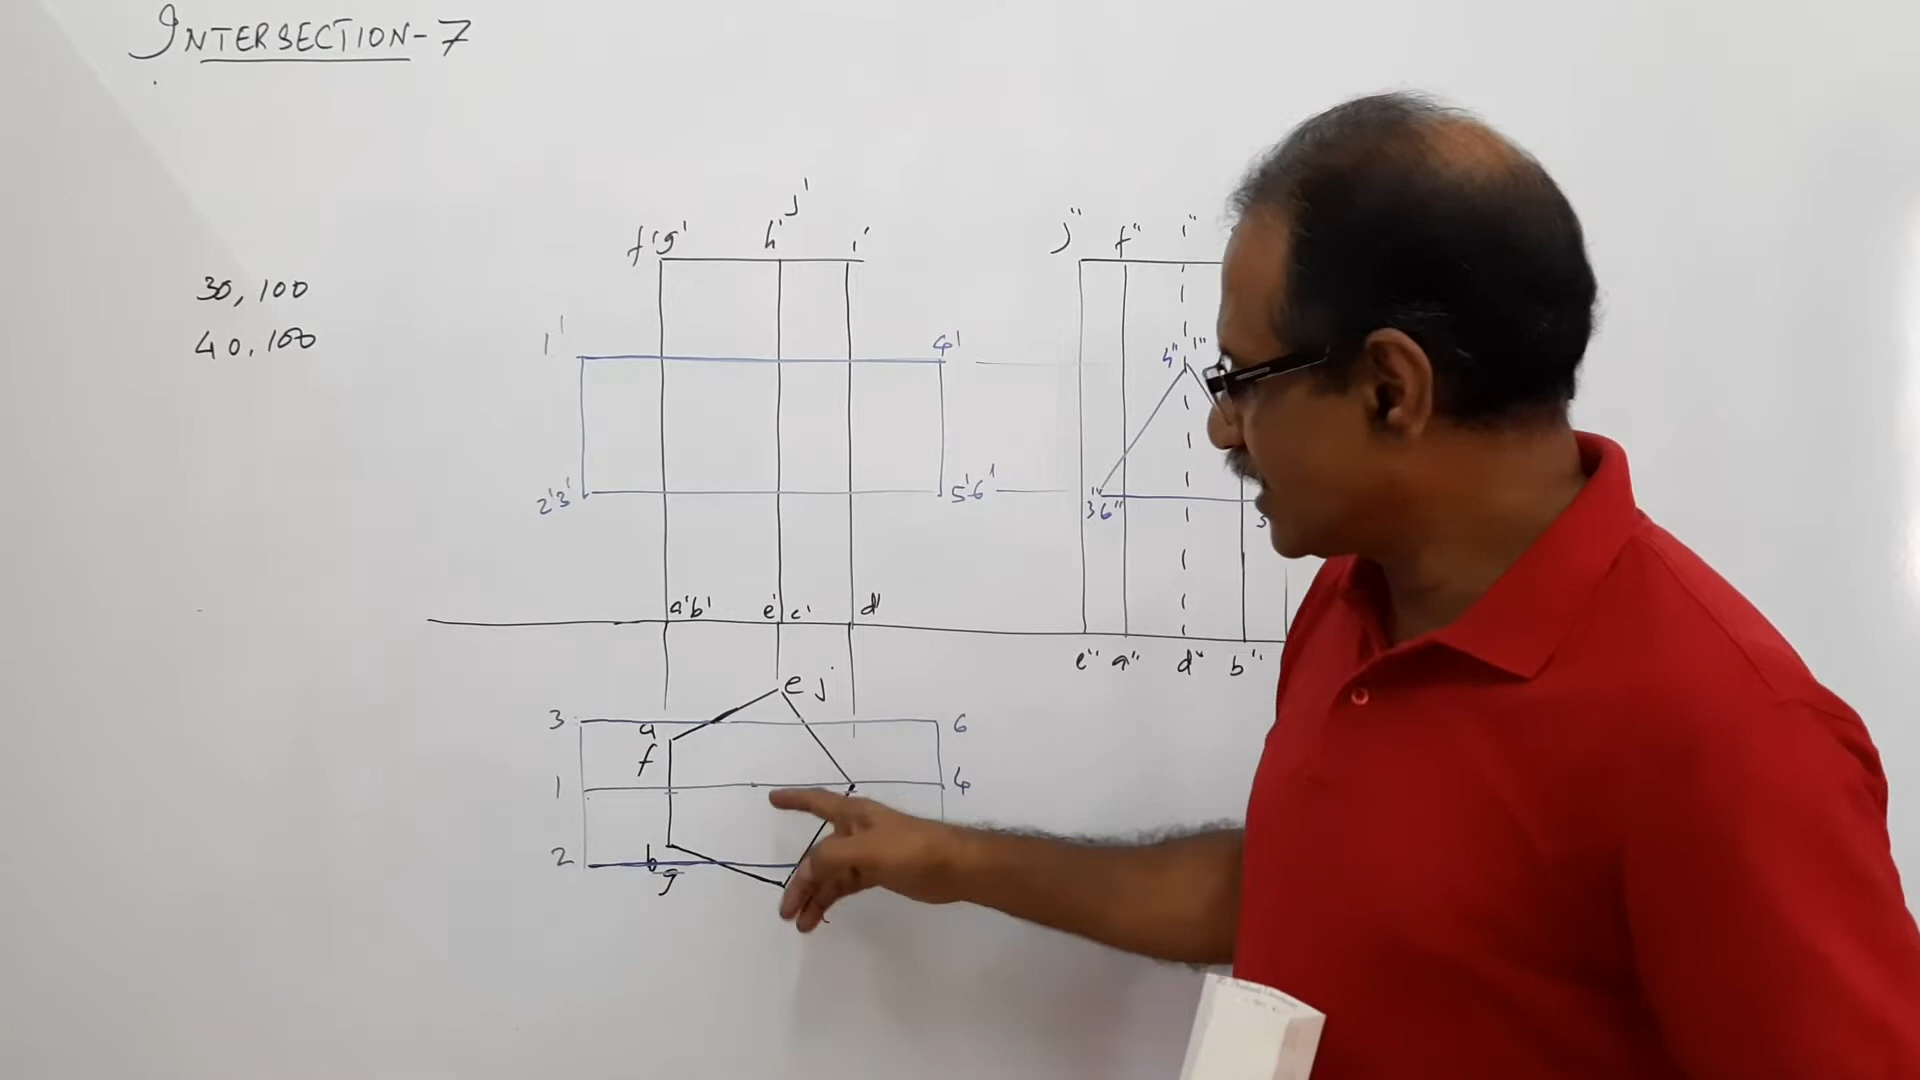 INTERSECTION-7
30, 100
40, 100
j'
f'g' h' i'
j" f" i"
1' 4'
4" 1"
2'3' 5'6'
3"6"
a'b' e' c' d'
e" a" d" b"
e j
3 a 6
f
1 4
2 b
g